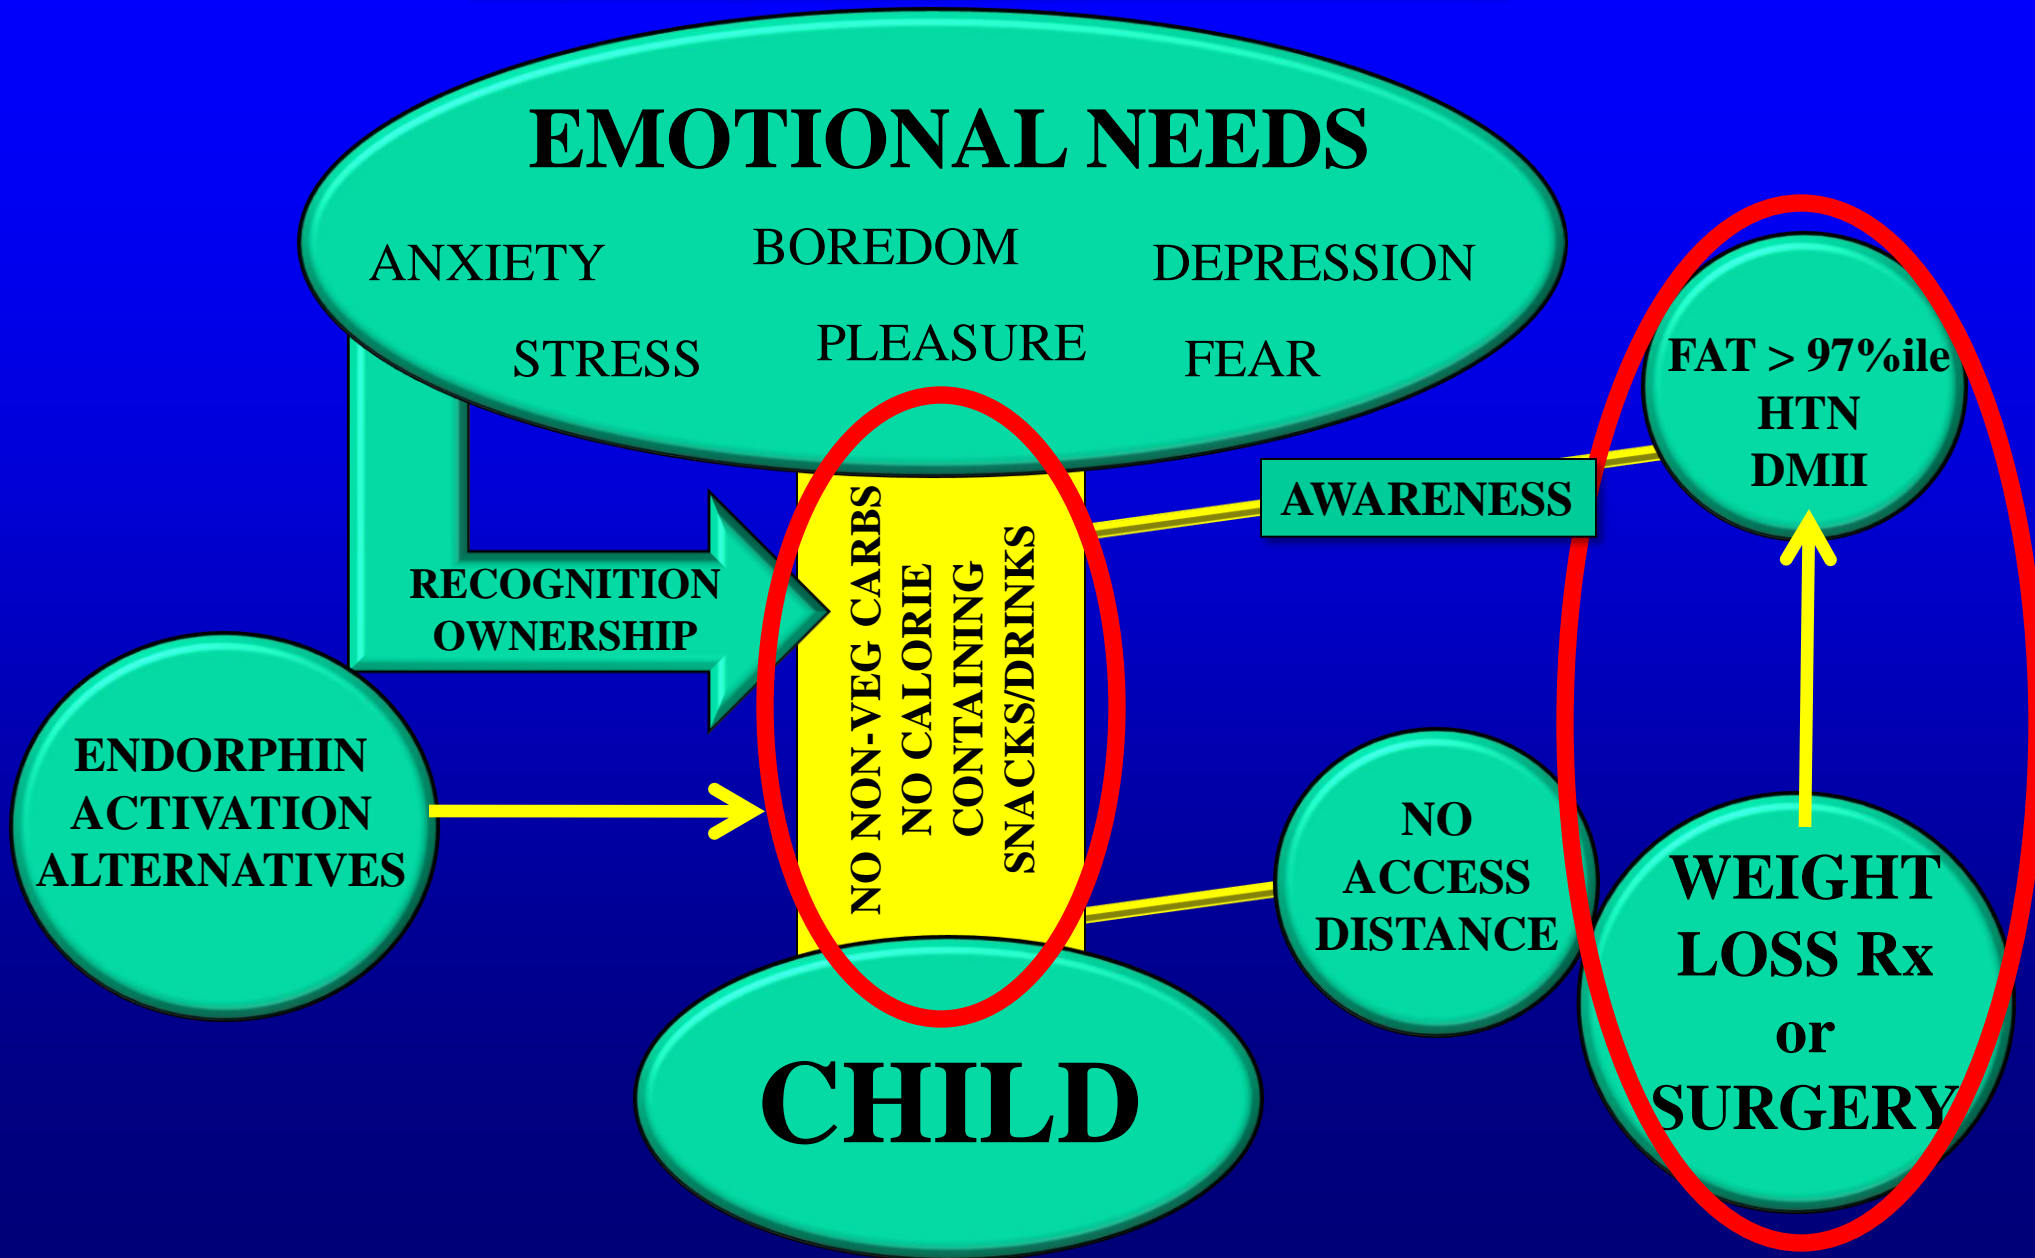 EMOTIONAL NEEDS
ANXIETY
BOREDOM
DEPRESSION
STRESS
PLEASURE
FEAR
FAT > 97%ile
HTN
DMII
AWARENESS
RECOGNITION
OWNERSHIP
NO NON-VEG CARBS
NO CALORIE
CONTAINING
SNACKS/DRINKS
ENDORPHIN
ACTIVATION
ALTERNATIVES
NO
ACCESS
DISTANCE
WEIGHT
LOSS Rx
or
SURGERY
CHILD